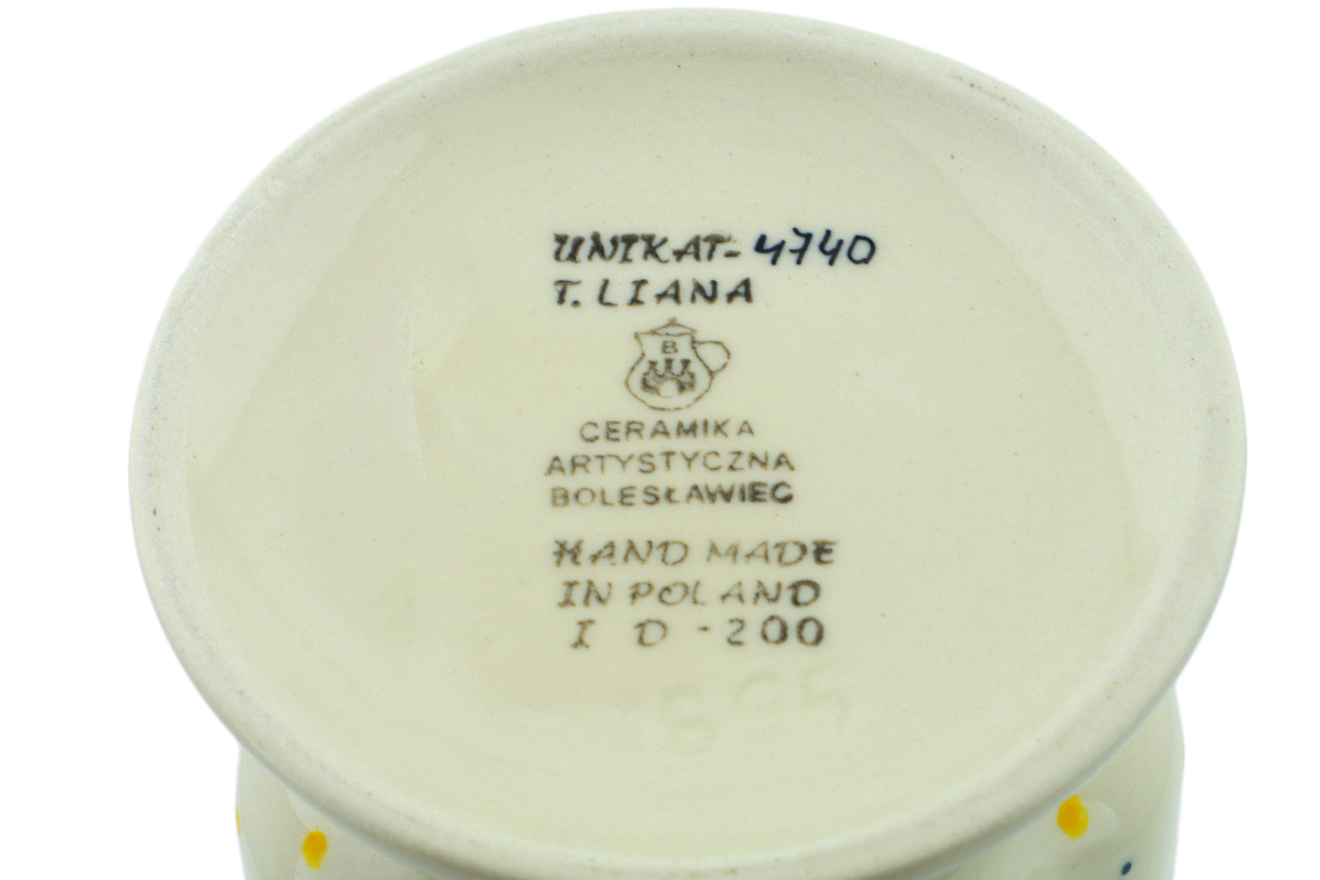 UNIKAT-4740
T. LIANA
B
CERAMIKA
ARTYSTYCZNA
BOLESŁAWIEC
HAND MADE
IN POLAND
I D -200